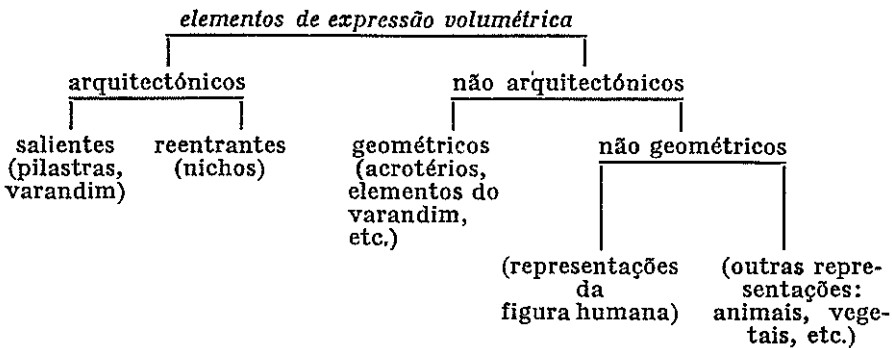 elementos de expressão volumétrica
arquitectónicos
não arquitectónicos
salientes
(pilastras,
varandim)
reentrantes
(nichos)
geométricos
(acrotérios,
elementos do
varandim,
etc.)
não geométricos
(representações
da
figura humana)
(outras repre-
sentações:
animais, vege-
tais, etc.)